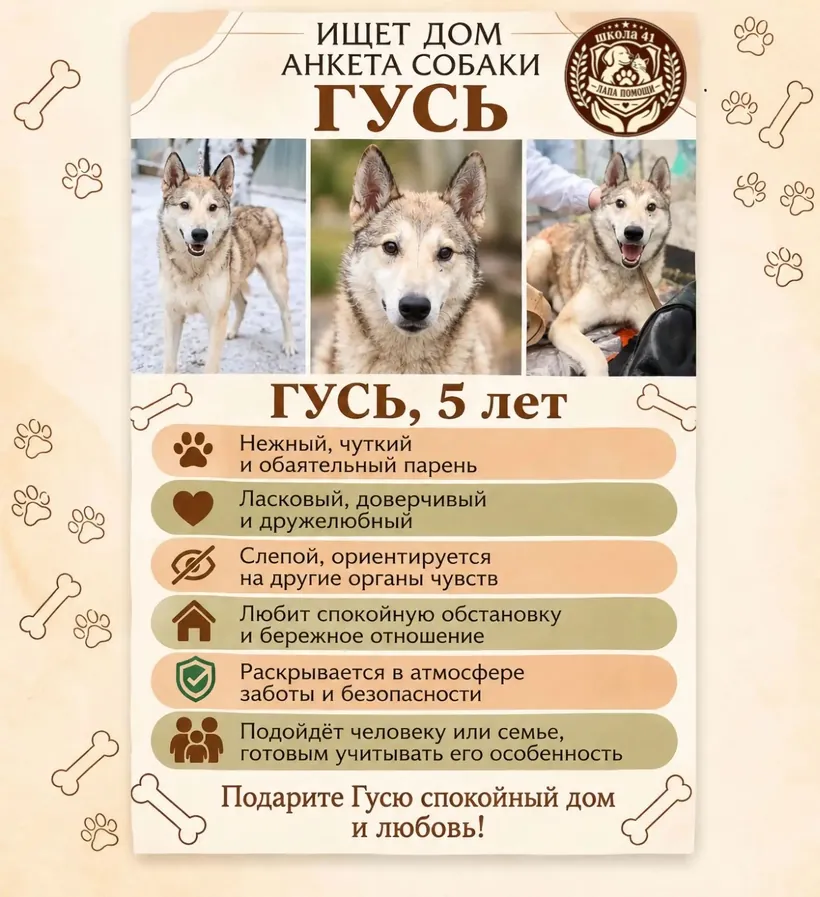 ИЩЕТ ДОМ
АНКЕТА СОБАКИ
ГУСЬ
школа 41
ЛАПА ПОМОЩИ
ГУСЬ, 5 лет
Нежный, чуткий
и обаятельный парень
Ласковый, доверчивый
и дружелюбный
Слепой, ориентируется
на другие органы чувств
Любит спокойную обстановку
и бережное отношение
Раскрывается в атмосфере
заботы и безопасности
Подойдёт человеку или семье,
готовым учитывать его особенность
Подарите Гусю спокойный дом
и любовь!